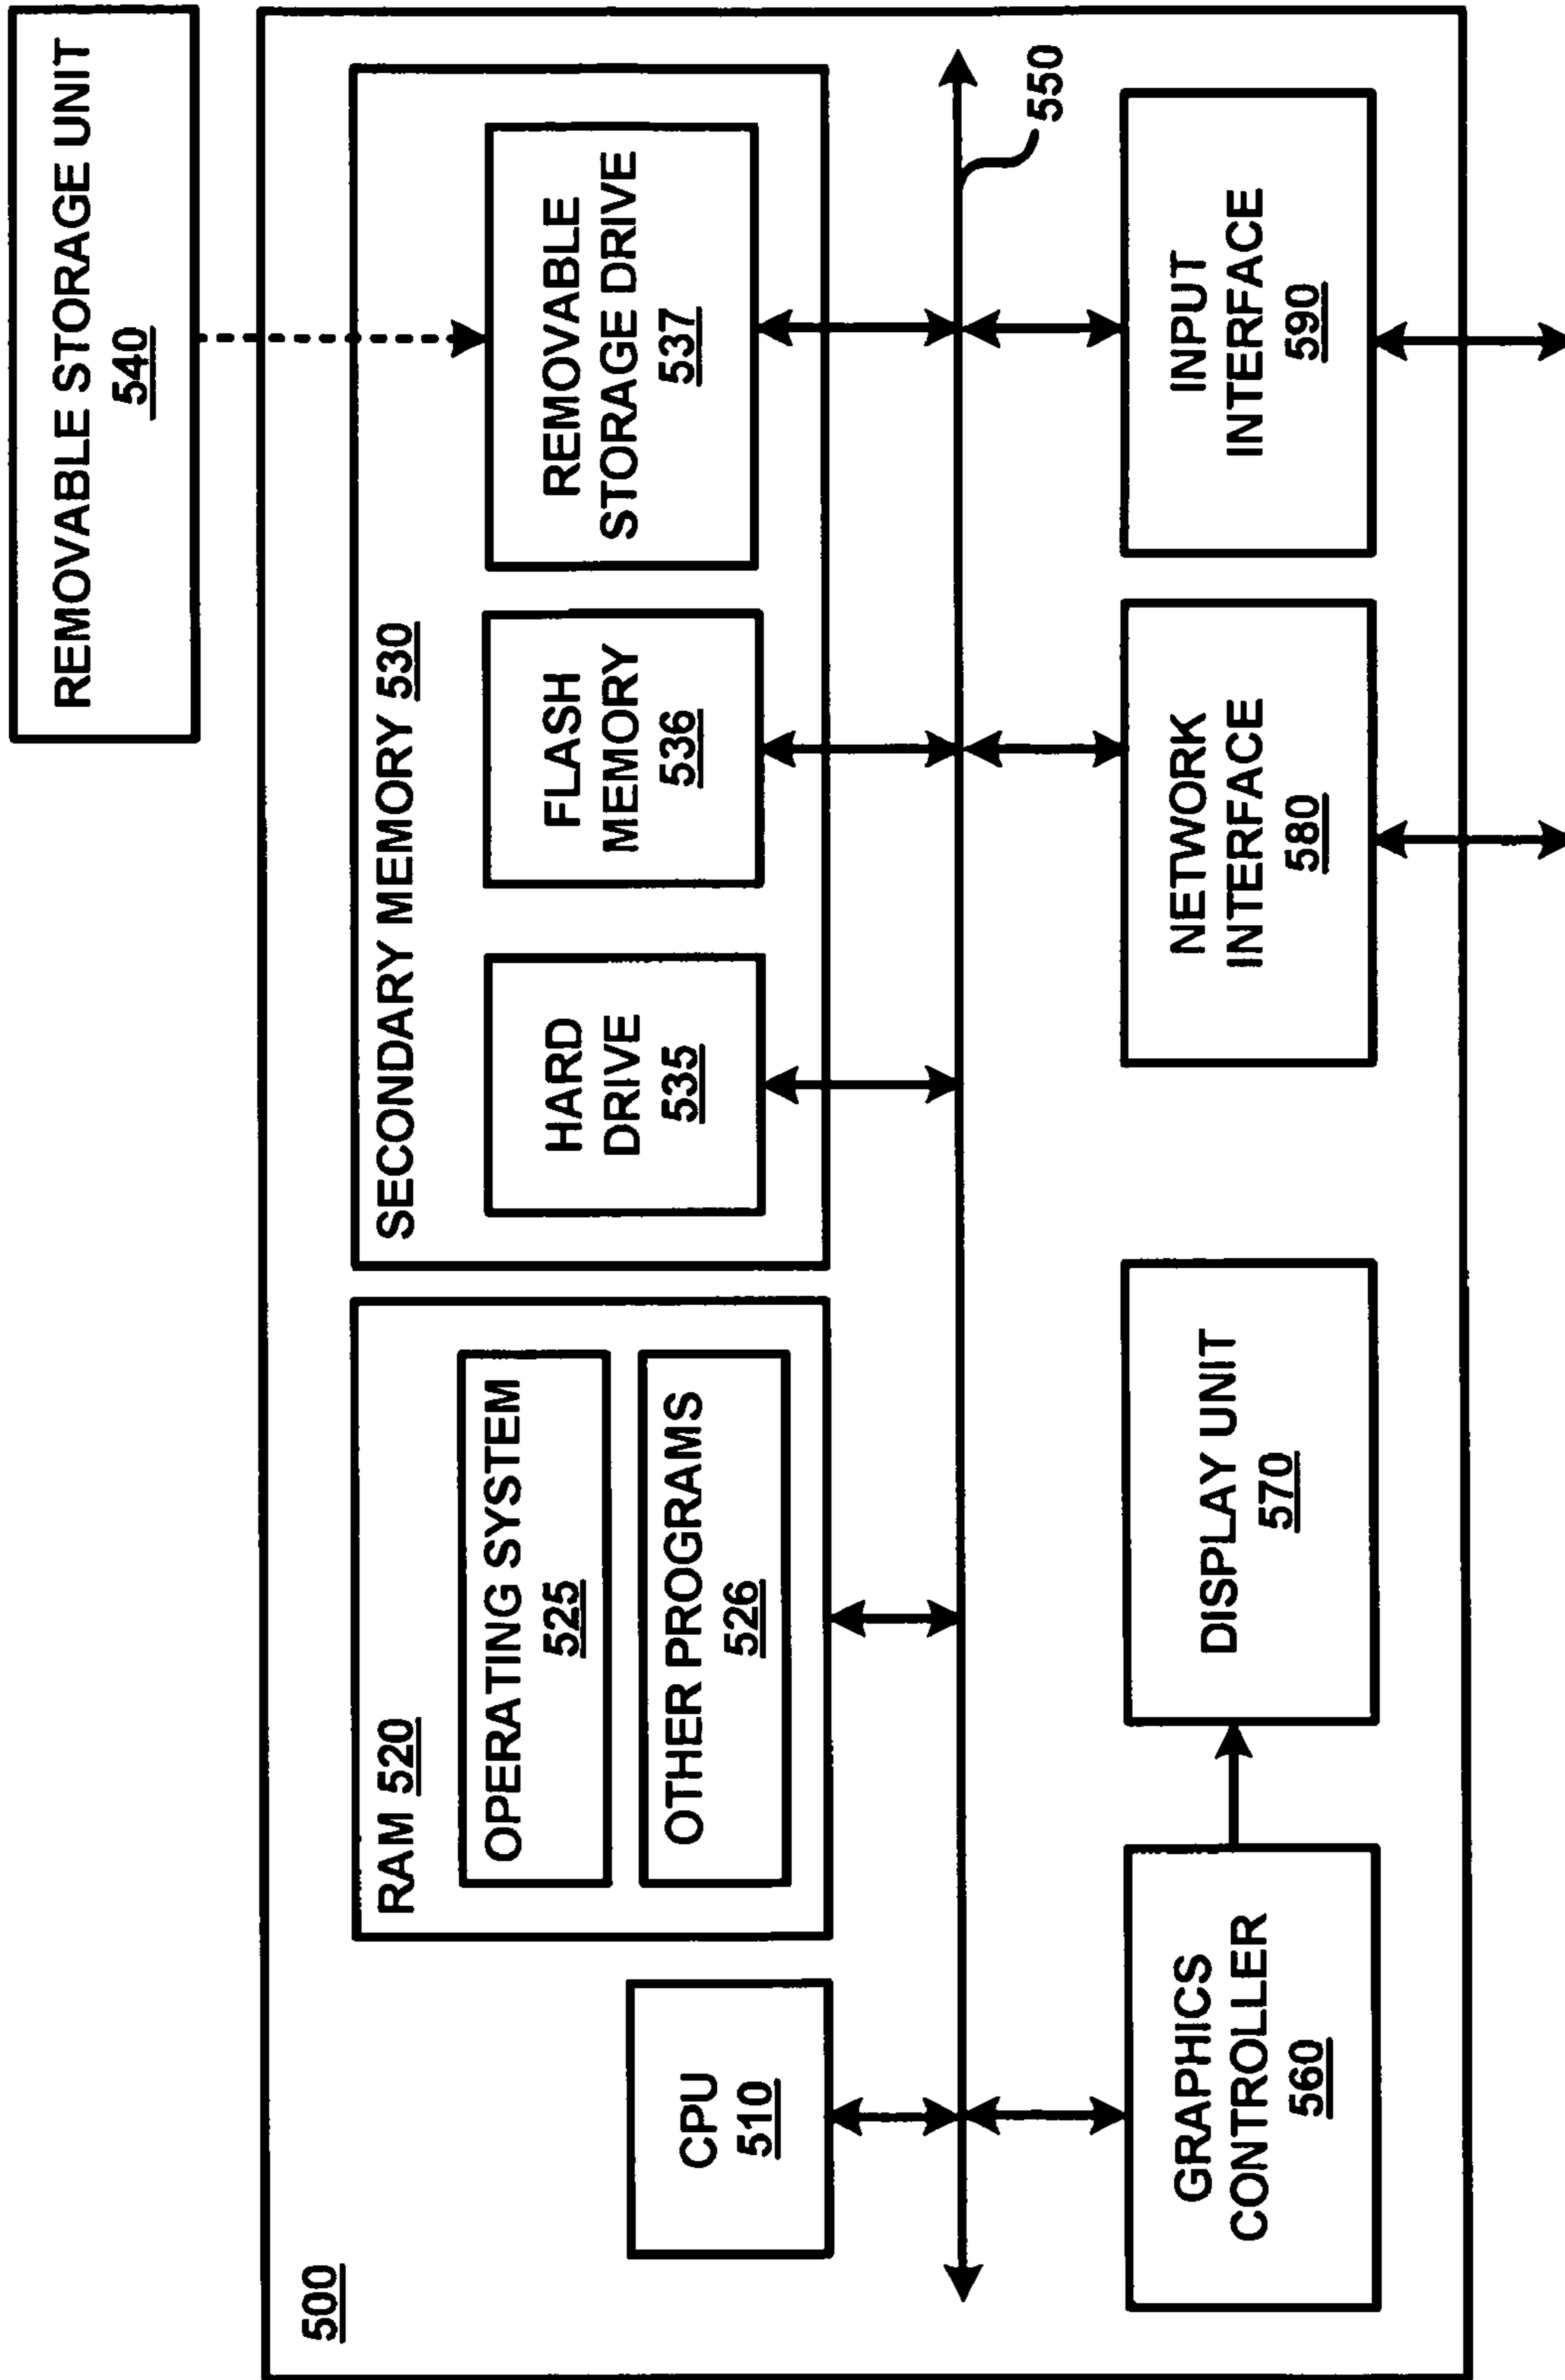 REMOVABLE STORAGE UNIT
540
500
CPU
510
RAM 520
OPERATING SYSTEM
525
OTHER PROGRAMS
526
SECONDARY MEMORY 530
HARD
DRIVE
535
FLASH
MEMORY
536
REMOVABLE
STORAGE DRIVE
537
550
GRAPHICS
CONTROLLER
560
DISPLAY UNIT
570
NETWORK
INTERFACE
580
INPUT
INTERFACE
590